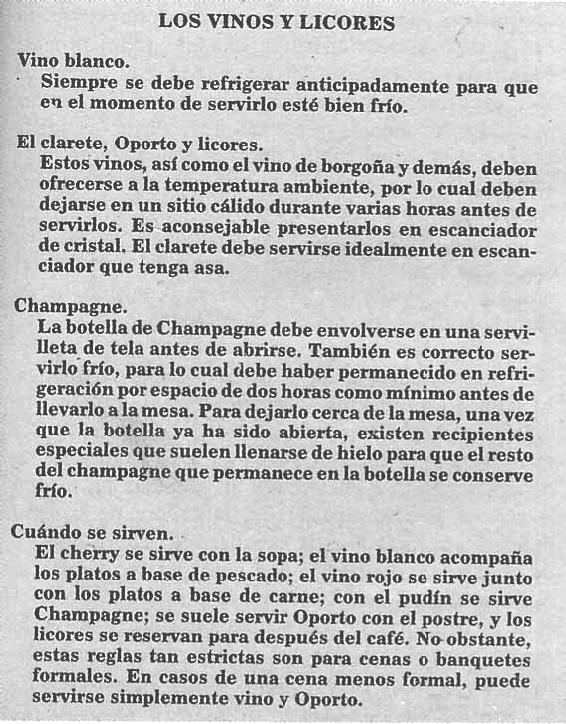 LOS VINOS Y LICORES
Vino blanco.
Siempre se debe refrigerar anticipadamente para que
en el momento de servirlo esté bien frío.
El clarete, Oporto y licores.
Estos vinos, así como el vino de borgoña y demás, deben
ofrecerse a la temperatura ambiente, por lo cual deben
dejarse en un sitio cálido durante varias horas antes de
servirlos. Es aconsejable presentarlos en escanciador
de cristal. El clarete debe servirse idealmente en escan-
ciador que tenga asa.
Champagne.
La botella de Champagne debe envolverse en una servi-
lleta de tela antes de abrirse. También es correcto ser-
virlo frío, para lo cual debe haber permanecido en refri-
geración por espacio de dos horas como mínimo antes de
llevarlo a la mesa. Para dejarlo cerca de la mesa, una vez
que la botella ya ha sido abierta, existen recipientes
especiales que suelen llenarse de hielo para que el resto
del champagne que permanece en la botella se conserve
frío.
Cuándo se sirven.
El cherry se sirve con la sopa; el vino blanco acompaña
los platos a base de pescado; el vino rojo se sirve junto
con los platos a base de carne; con el pudín se sirve
Champagne; se suele servir Oporto con el postre, y los
licores se reservan para después del café. No obstante,
estas reglas tan estrictas son para cenas o banquetes
formales. En casos de una cena menos formal, puede
servirse simplemente vino y Oporto.